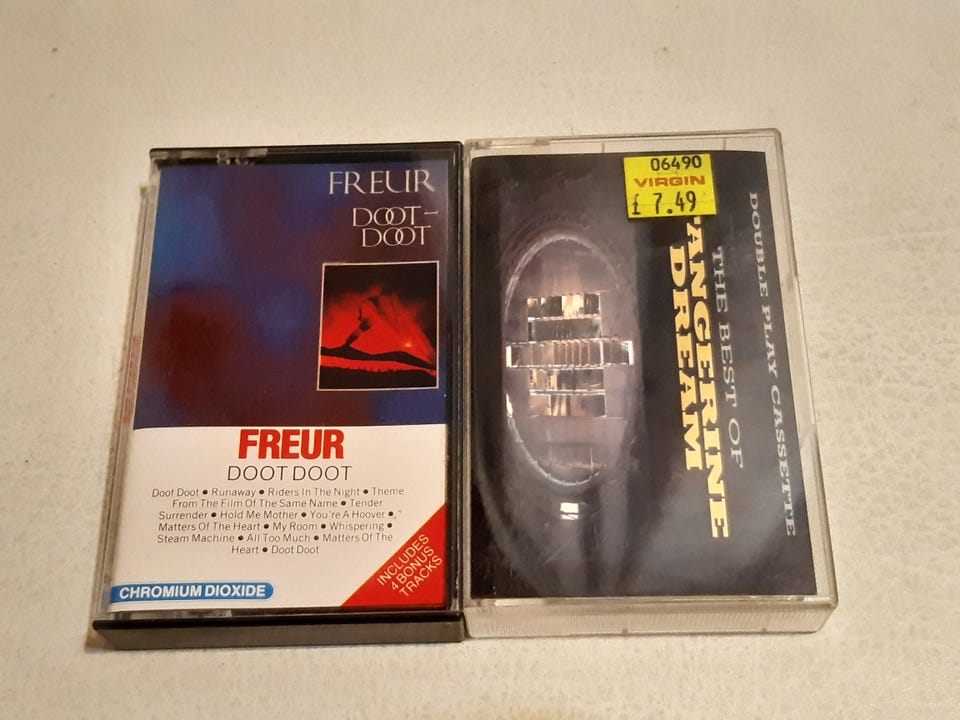 FREUR
DOOT-
DOOT
FREUR
DOOT DOOT
Doot Doot • Runaway • Riders In The Night • Theme
From The Film Of The Same Name • Tender
Surrender • Hold Me Mother • You're A Hoover •
Matters Of The Heart • My Room • Whispering •
Steam Machine • All Too Much • Matters Of The
Heart • Doot Doot
INCLUDES
4 BONUS
TRACKS
CHROMIUM DIOXIDE
06490
VIRGIN
£ 7.49
DOUBLE PLAY CASSETTE
THE BEST OF
TANGERINE
DREAM